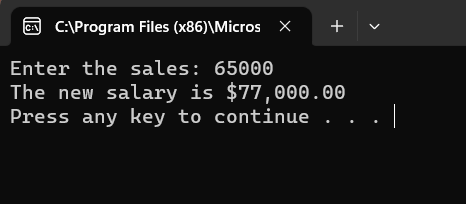 C:\Program Files (x86)\Micros
Enter the sales: 65000
The new salary is $77,000.00
Press any key to continue . . .